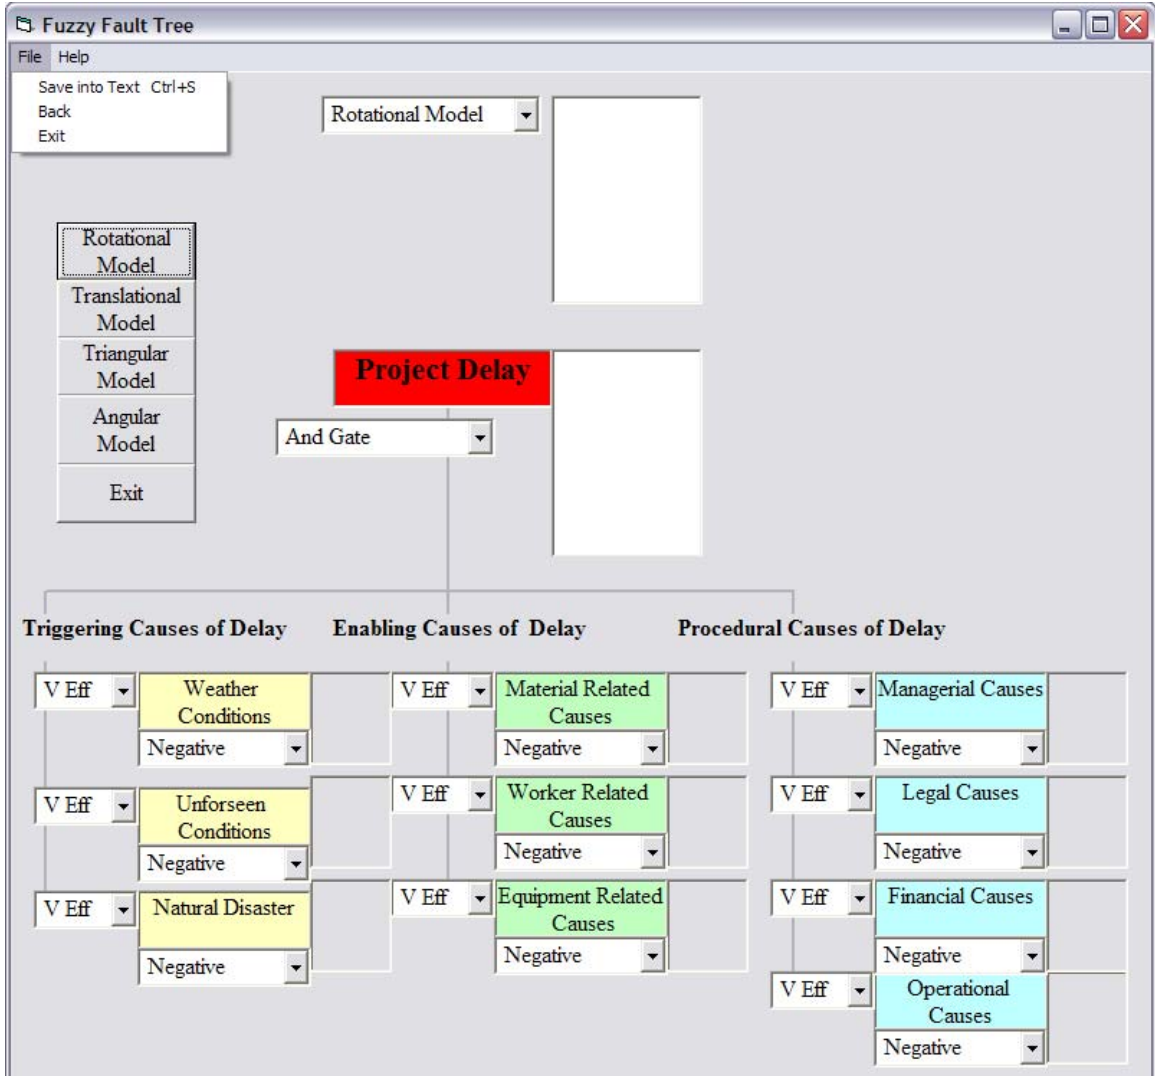 Fuzzy Fault Tree
File Help
Save into Text Ctrl+S
Back
Exit
Rotational Model
Rotational
Model
Translational
Model
Triangular
Model
Angular
Model
Exit
Project Delay
And Gate
Triggering Causes of Delay
Enabling Causes of Delay
Procedural Causes of Delay
V Eff
Weather
Conditions
Negative
V Eff
Unforseen
Conditions
Negative
V Eff
Natural Disaster
Negative
V Eff
Material Related
Causes
Negative
V Eff
Worker Related
Causes
Negative
V Eff
Equipment Related
Causes
Negative
V Eff
Managerial Causes
Negative
V Eff
Legal Causes
Negative
V Eff
Financial Causes
Negative
V Eff
Operational
Causes
Negative